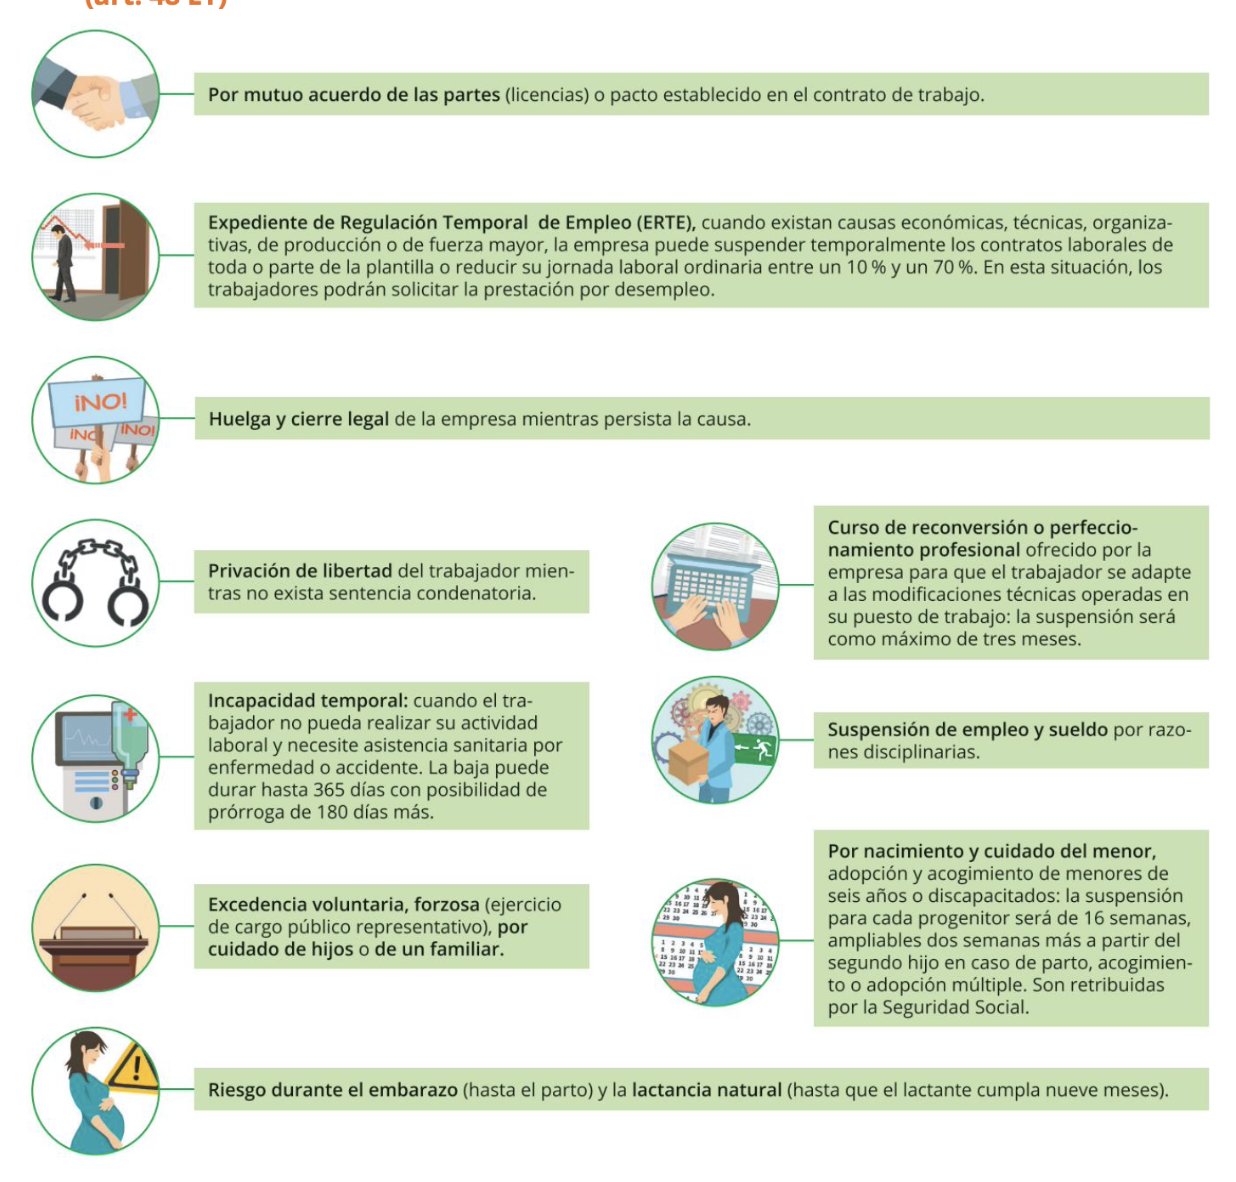 (art. 45 ET)
Por mutuo acuerdo de las partes (licencias) o pacto establecido en el contrato de trabajo.
Expediente de Regulación Temporal de Empleo (ERTE), cuando existan causas económicas, técnicas, organiza-
tivas, de producción o de fuerza mayor, la empresa puede suspender temporalmente los contratos laborales de
toda o parte de la plantilla o reducir su jornada laboral ordinaria entre un 10 % y un 70 %. En esta situación, los
trabajadores podrán solicitar la prestación por desempleo.
¡NO!
¡NO!
¡NO!
Huelga y cierre legal de la empresa mientras persista la causa.
Privación de libertad del trabajador mien-
tras no exista sentencia condenatoria.
Curso de reconversión o perfeccio-
namiento profesional ofrecido por la
empresa para que el trabajador se adapte
a las modificaciones técnicas operadas en
su puesto de trabajo: la suspensión será
como máximo de tres meses.
Incapacidad temporal: cuando el tra-
bajador no pueda realizar su actividad
laboral y necesite asistencia sanitaria por
enfermedad o accidente. La baja puede
durar hasta 365 días con posibilidad de
prórroga de 180 días más.
Suspensión de empleo y sueldo por razo-
nes disciplinarias.
Excedencia voluntaria, forzosa (ejercicio
de cargo público representativo), por
cuidado de hijos o de un familiar.
Por nacimiento y cuidado del menor,
adopción y acogimiento de menores de
seis años o discapacitados: la suspensión
para cada progenitor será de 16 semanas,
ampliables dos semanas más a partir del
segundo hijo en caso de parto, acogimien-
to o adopción múltiple. Son retribuidas
por la Seguridad Social.
Riesgo durante el embarazo (hasta el parto) y la lactancia natural (hasta que el lactante cumpla nueve meses).